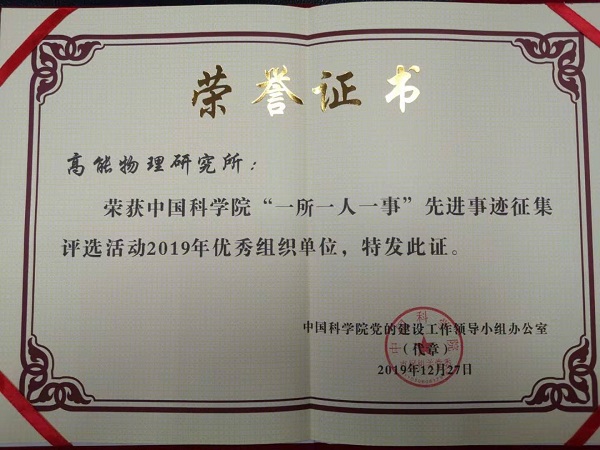 荣誉证书
高能物理研究所：
荣获中国科学院“一所一人一事”先进事迹征集
评选活动2019年优秀组织单位，特发此证。
中国科学院党的建设工作领导小组办公室
（代章）
2019年12月27日